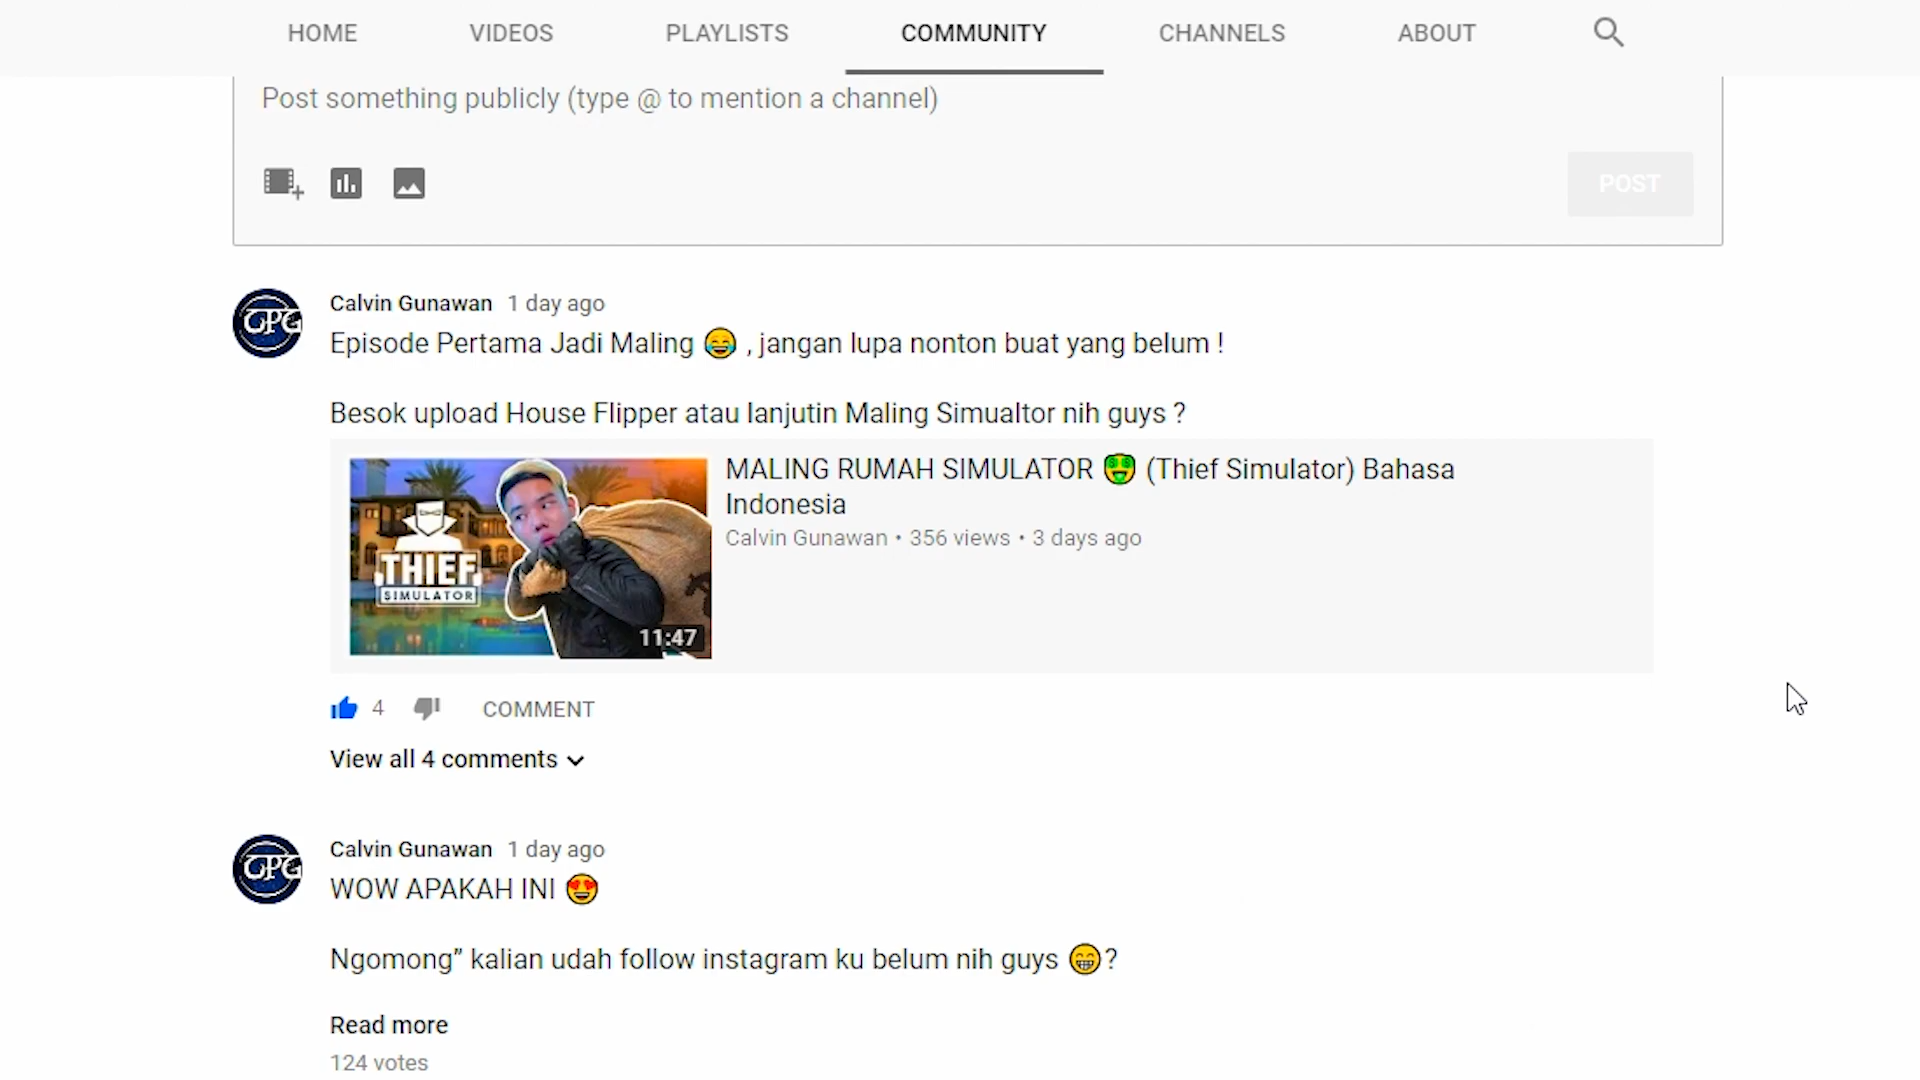 HOME VIDEOS PLAYLISTS COMMUNITY CHANNELS ABOUT
Post something publicly (type @ to mention a channel)
POST
CPG
Calvin Gunawan 1 day ago
Episode Pertama Jadi Maling 😂 , jangan lupa nonton buat yang belum !
Besok upload House Flipper atau lanjutin Maling Simualtor nih guys ?
THIEF
SIMULATOR
11:47
MALING RUMAH SIMULATOR 🤑 (Thief Simulator) Bahasa
Indonesia
Calvin Gunawan • 356 views • 3 days ago
4 COMMENT
View all 4 comments
CPG
Calvin Gunawan 1 day ago
WOW APAKAH INI 😍
Ngomong” kalian udah follow instagram ku belum nih guys 😁?
Read more
124 votes